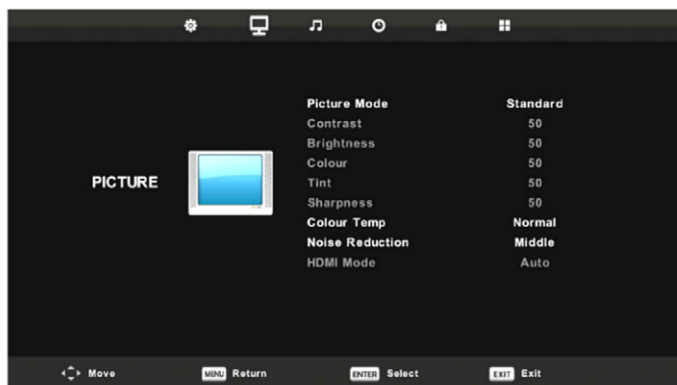 Picture Mode Standard
Contrast 50
Brightness 50
Colour 50
PICTURE
Tint 50
Sharpness 50
Colour Temp Normal
Noise Reduction Middle
HDMI Mode Auto
Move MENU Return ENTER Select EXIT Exit